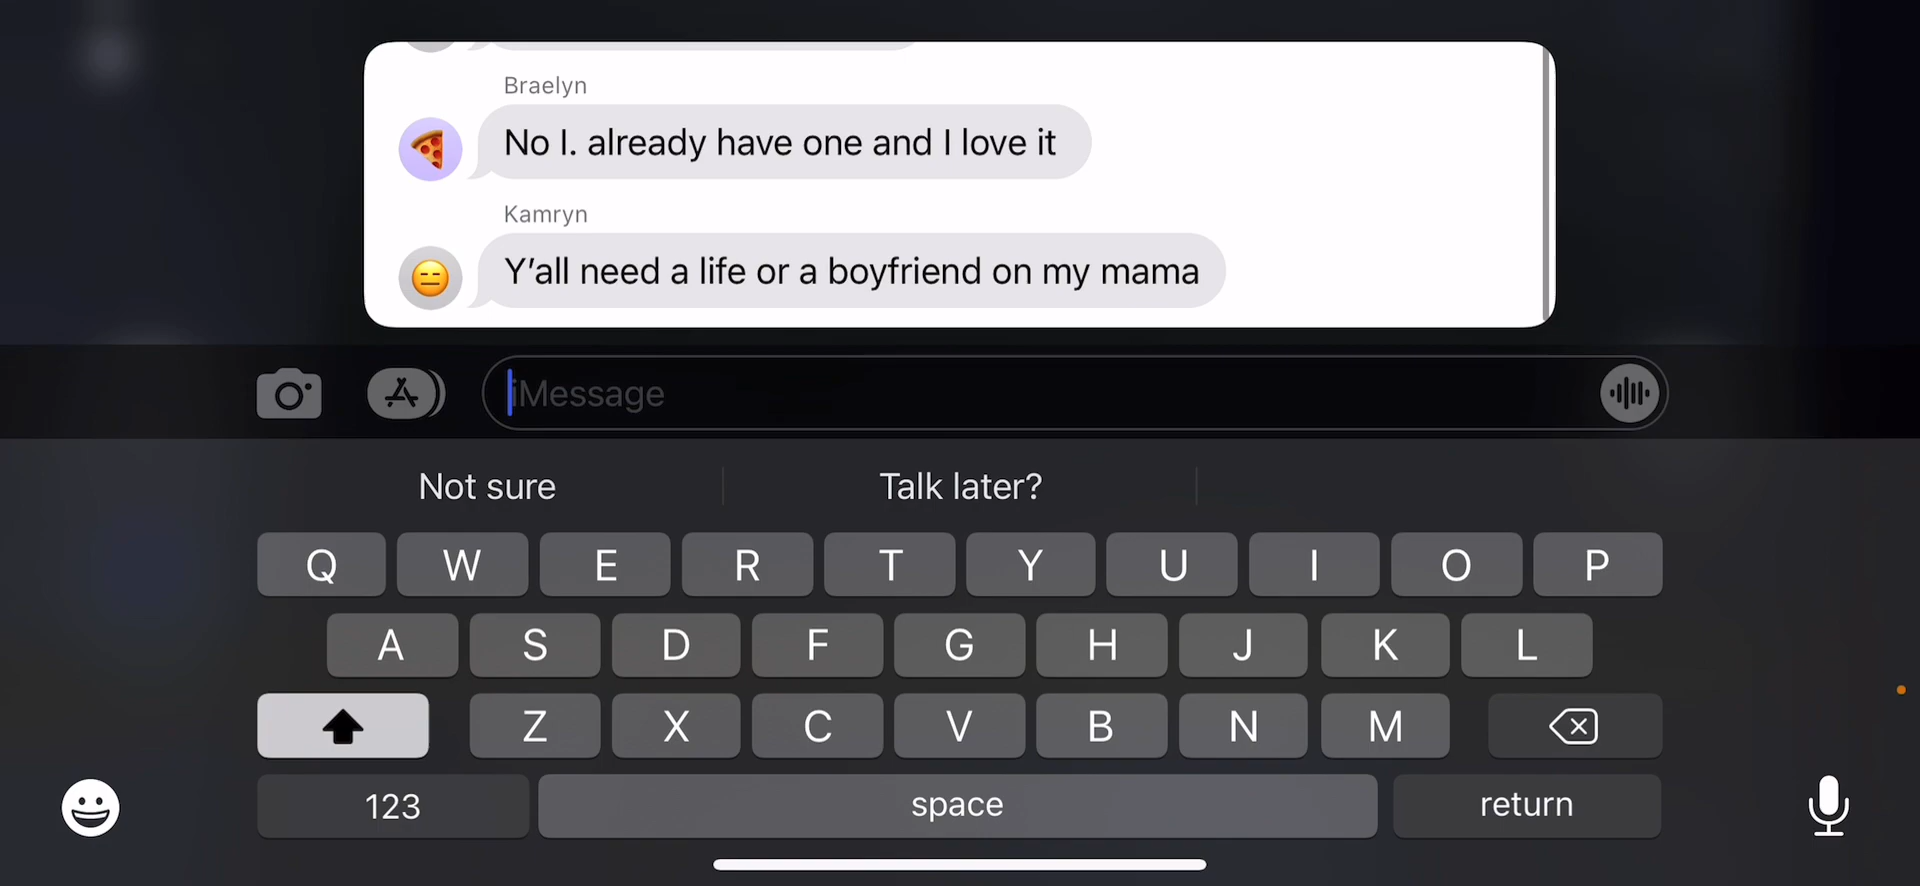 Braelyn
No I. already have one and I love it
Kamryn
Y’all need a life or a boyfriend on my mama
iMessage
Not sure
Talk later?
Q W E R T Y U I O P
A S D F G H J K L
Z X C V B N M
123
space
return